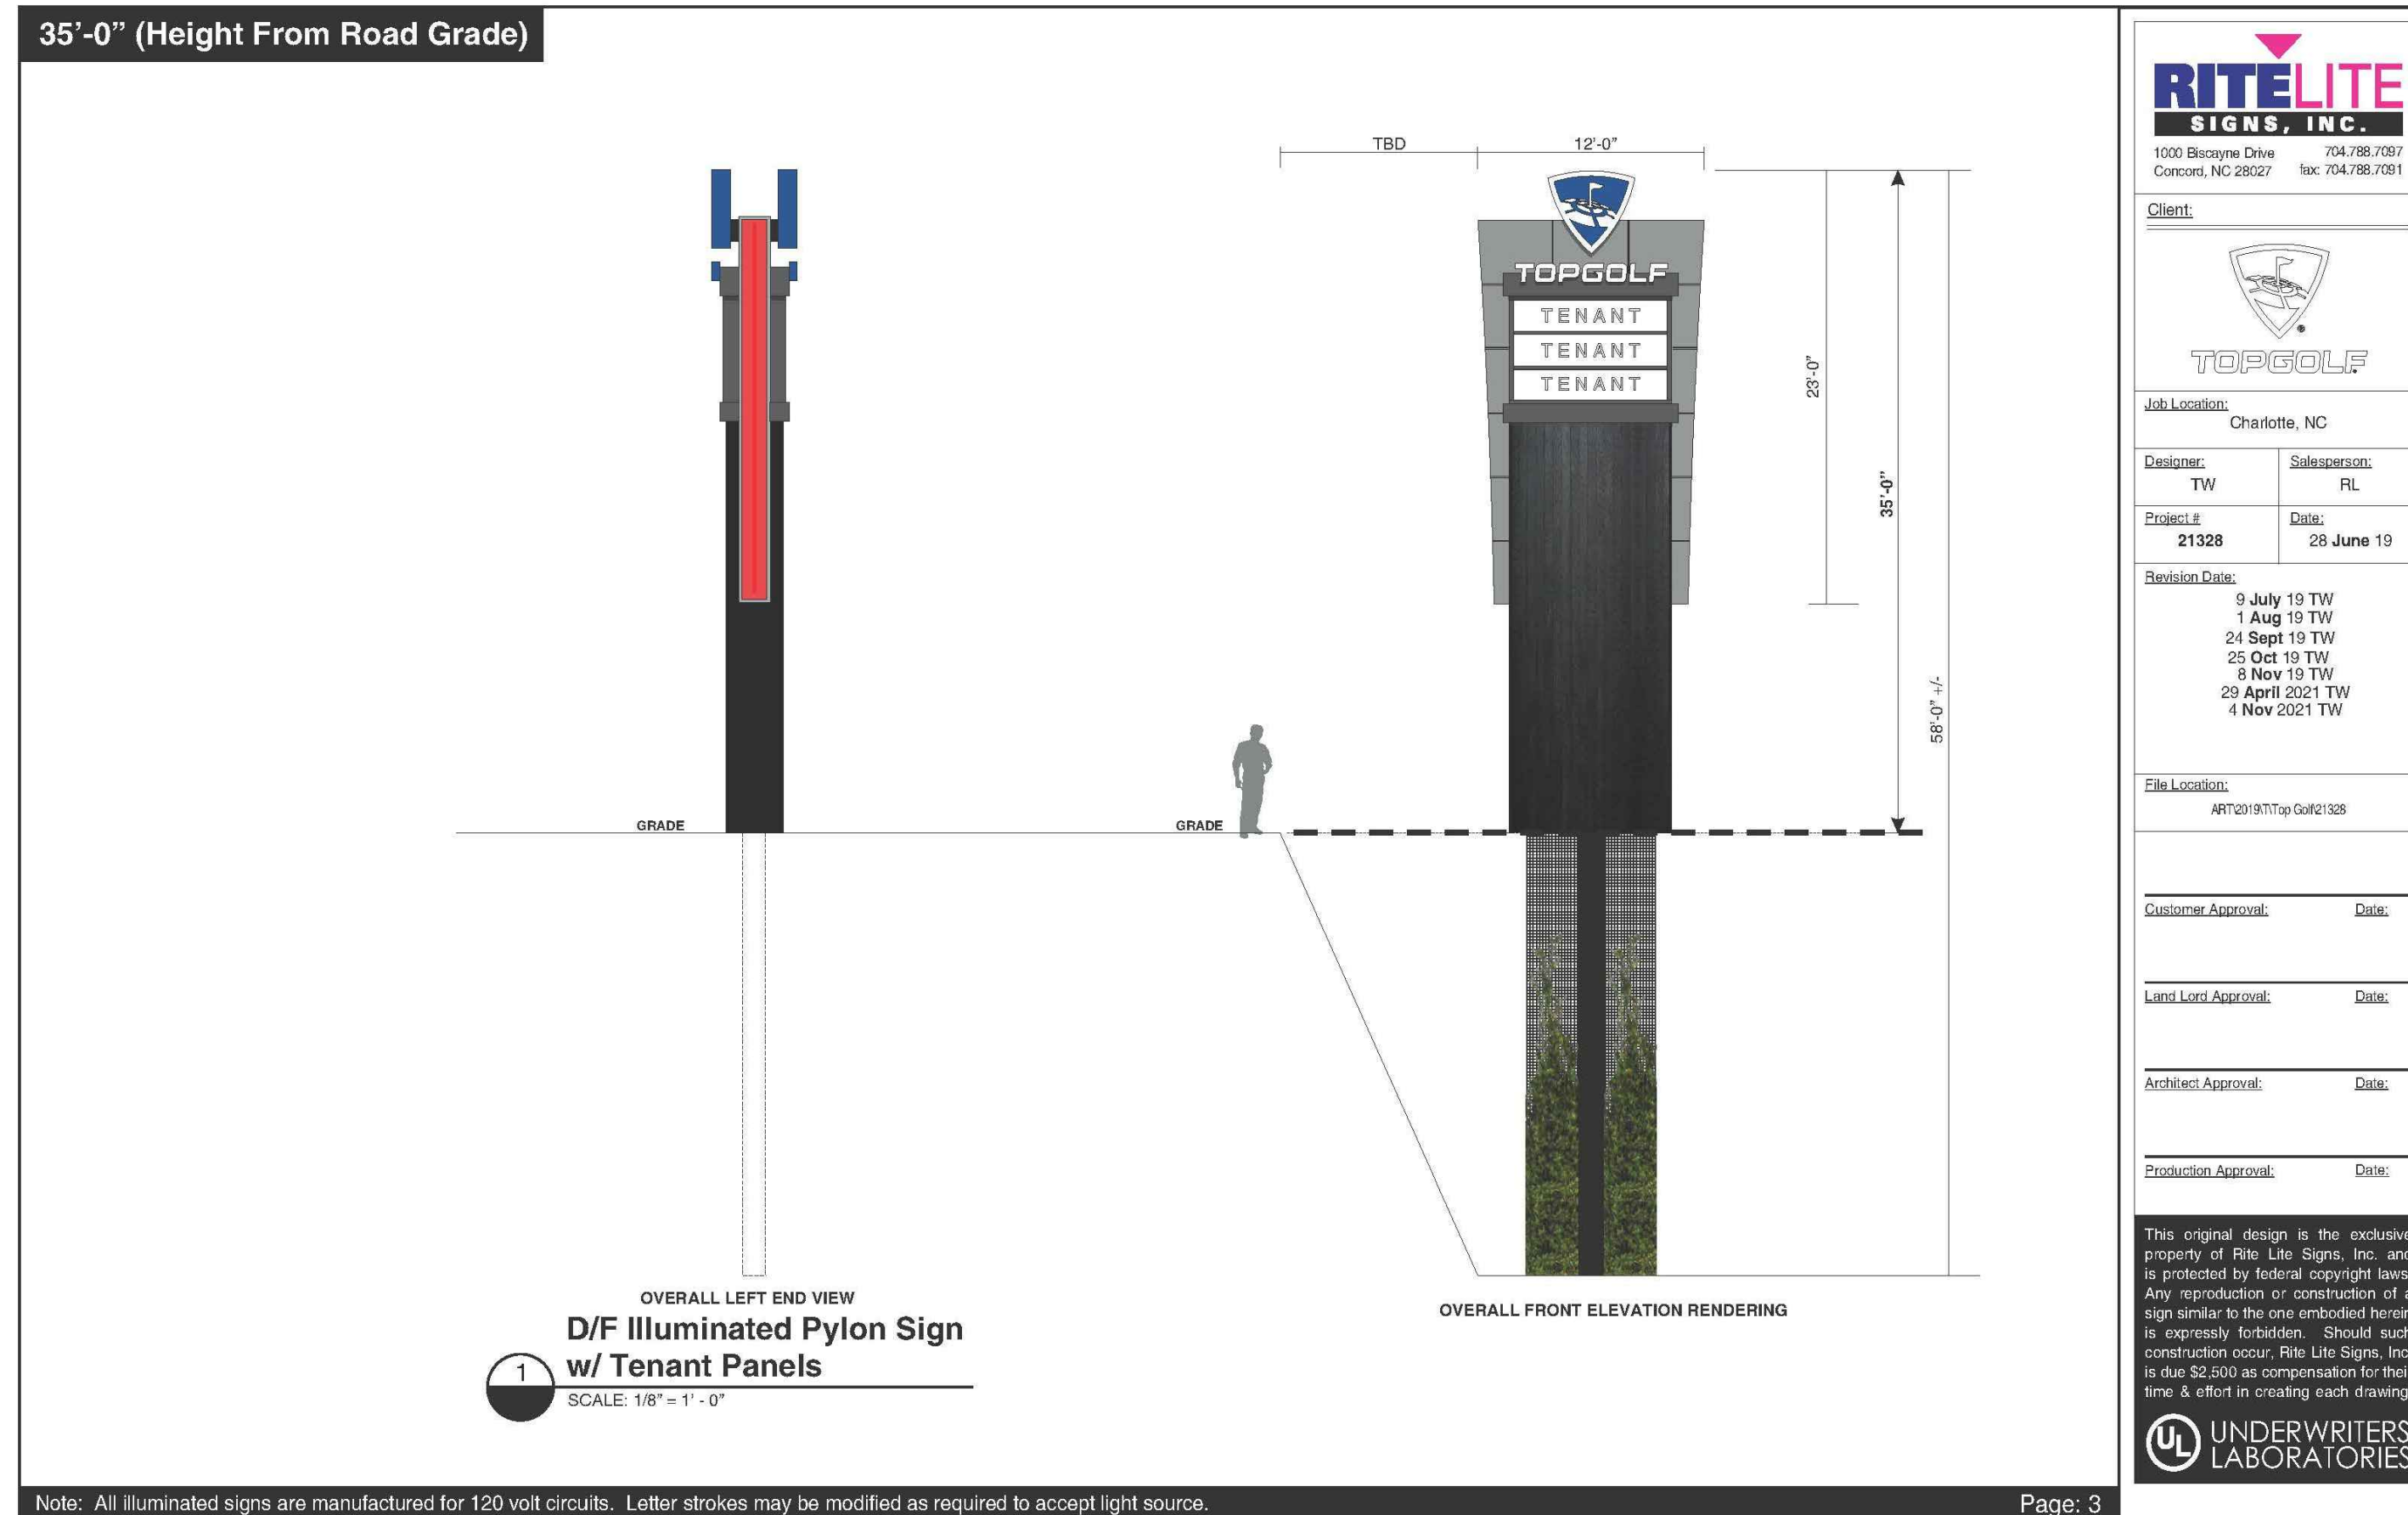 35’-0” (Height From Road Grade)
TBD
12’-0”
TOPGOLF
TENANT
TENANT
TENANT
23’-0”
35’-0”
58’-0” +/-
GRADE
GRADE
OVERALL LEFT END VIEW
D/F Illuminated Pylon Sign
w/ Tenant Panels
1
SCALE: 1/8” = 1’ - 0”
OVERALL FRONT ELEVATION RENDERING
Note: All illuminated signs are manufactured for 120 volt circuits. Letter strokes may be modified as required to accept light source.
Page: 3
RITELITE
SIGNS, INC.
1000 Biscayne Drive 704.788.7097
Concord, NC 28027 fax: 704.788.7091
Client:
TOPGOLF
Job Location:
Charlotte, NC
Designer: Salesperson:
TW RL
Project # Date:
21328 28 June 19
Revision Date:
9 July 19 TW
1 Aug 19 TW
24 Sept 19 TW
25 Oct 19 TW
8 Nov 19 TW
29 April 2021 TW
4 Nov 2021 TW
File Location:
ART\2019\T\Top Golf\21328
Customer Approval: Date:
Land Lord Approval: Date:
Architect Approval: Date:
Production Approval: Date:
This original design is the exclusive
property of Rite Lite Signs, Inc. and
is protected by federal copyright laws.
Any reproduction or construction of a
sign similar to the one embodied herein
is expressly forbidden. Should such
construction occur, Rite Lite Signs, Inc.
is due $2,500 as compensation for their
time & effort in creating each drawing.
UL UNDERWRITERS
LABORATORIES